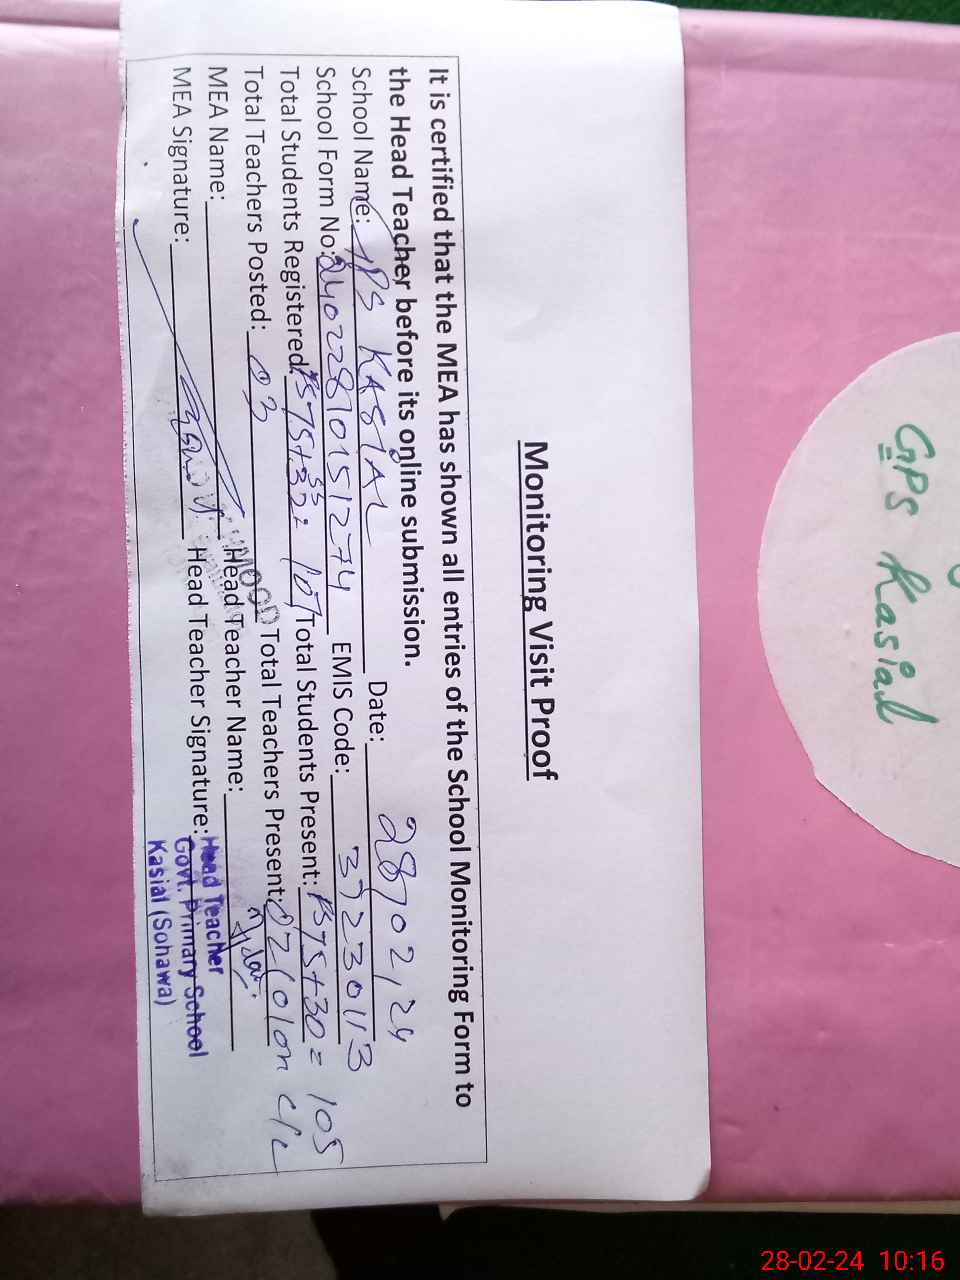 GPS Kasial
Monitoring Visit Proof
It is certified that the MEA has shown all entries of the School Monitoring Form to
the Head Teacher before its online submission.
School Name: GPS KASIAL Date: 28/02/24
School Form No: 24022810151274 EMIS Code: 37230113
Total Students Registered: 75+32= 107 Total Students Present: 75+30= 105
Total Teachers Posted: 03 Total Teachers Present: 02 (01 on C/L
MEA Name: Head Teacher Name:
MEA Signature: Head Teacher Signature:
Head Teacher
Govt. Primary School
Kasial (Sohawa)
28-02-24 10:16